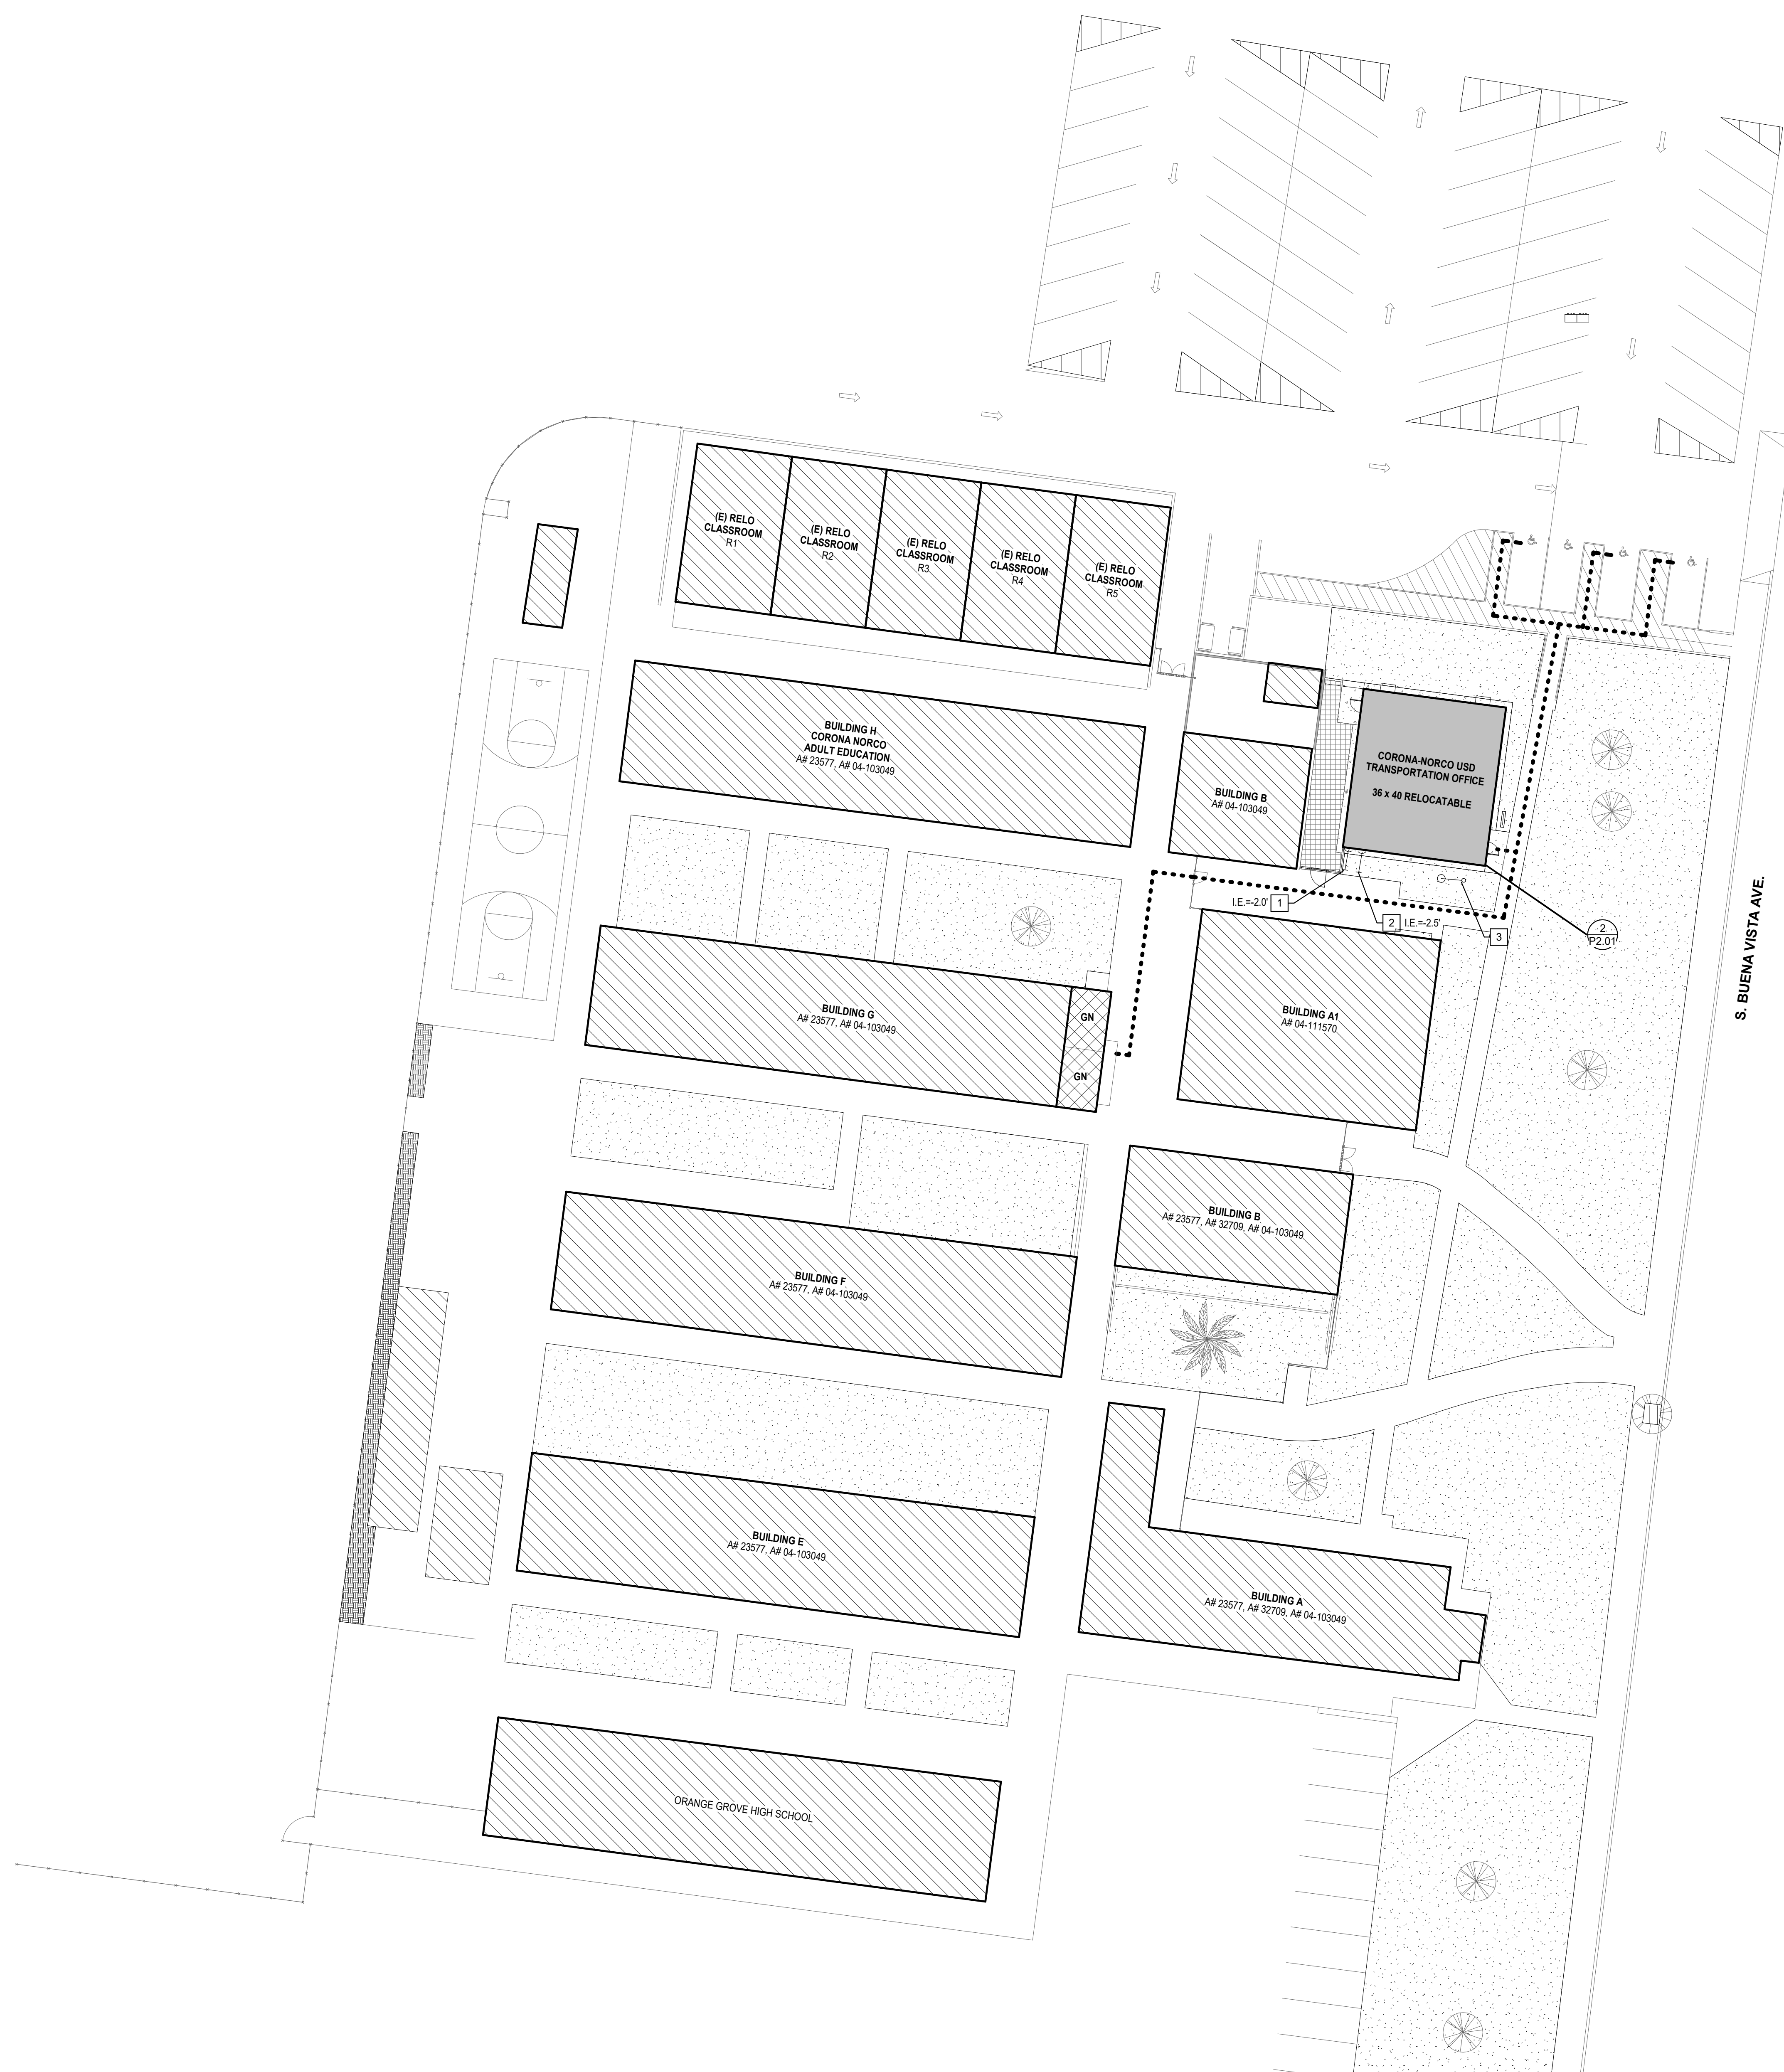 (E) RELO
CLASSROOM
R1
(E) RELO
CLASSROOM
R2
(E) RELO
CLASSROOM
R3
(E) RELO
CLASSROOM
R4
(E) RELO
CLASSROOM
R5
BUILDING H
CORONA NORCO
ADULT EDUCATION
A# 23577, A# 04-103049
BUILDING B
A# 04-103049
CORONA-NORCO USD
TRANSPORTATION OFFICE
36 x 40 RELOCATABLE
I.E.=-2.0' 1
2 I.E.=-2.5'
3
2
P2.01
S. BUENA VISTA AVE.
BUILDING G
A# 23577, A# 04-103049
GN
GN
BUILDING A1
A# 04-111570
BUILDING B
A# 23577, A# 32709, A# 04-103049
BUILDING F
A# 23577, A# 04-103049
BUILDING E
A# 23577, A# 04-103049
BUILDING A
A# 23577, A# 32709, A# 04-103049
ORANGE GROVE HIGH SCHOOL